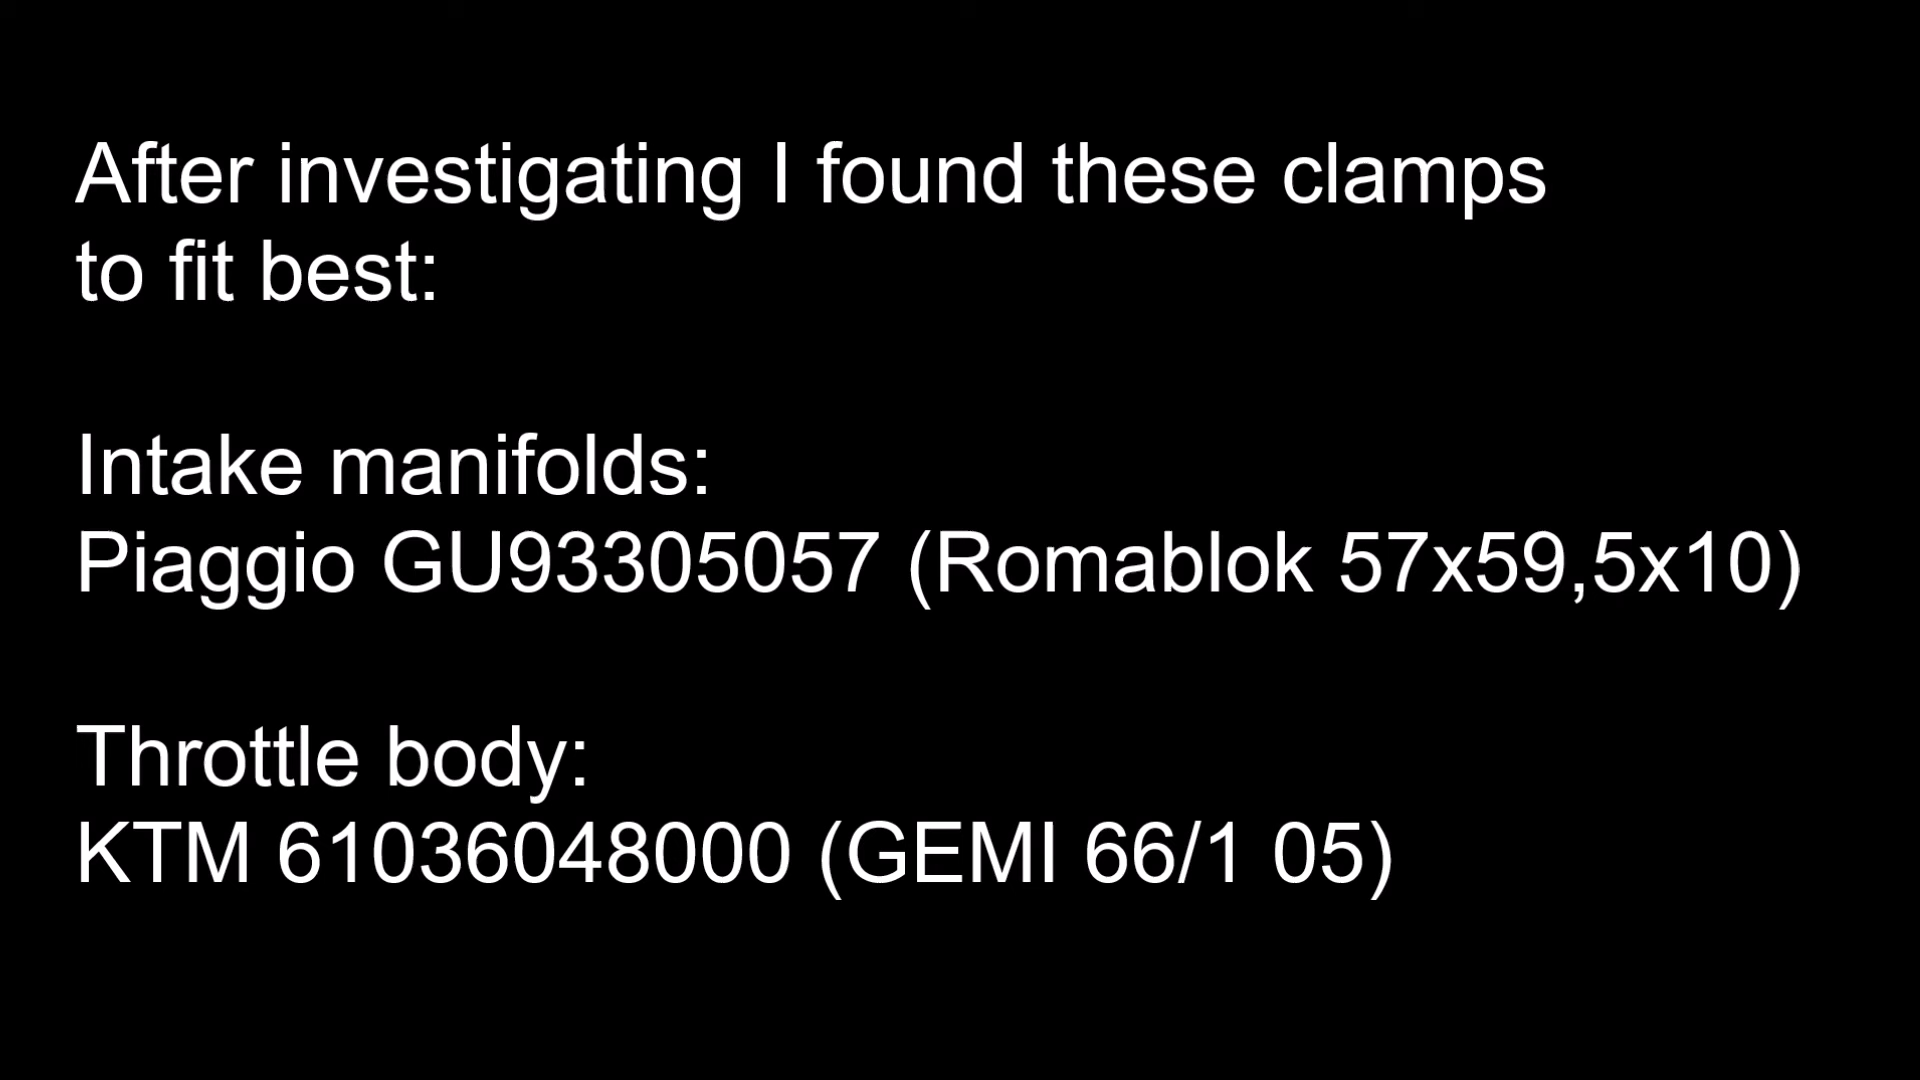 After investigating I found these clamps
to fit best:
Intake manifolds:
Piaggio GU93305057 (Romablok 57x59,5x10)
Throttle body:
KTM 61036048000 (GEMI 66/1 05)